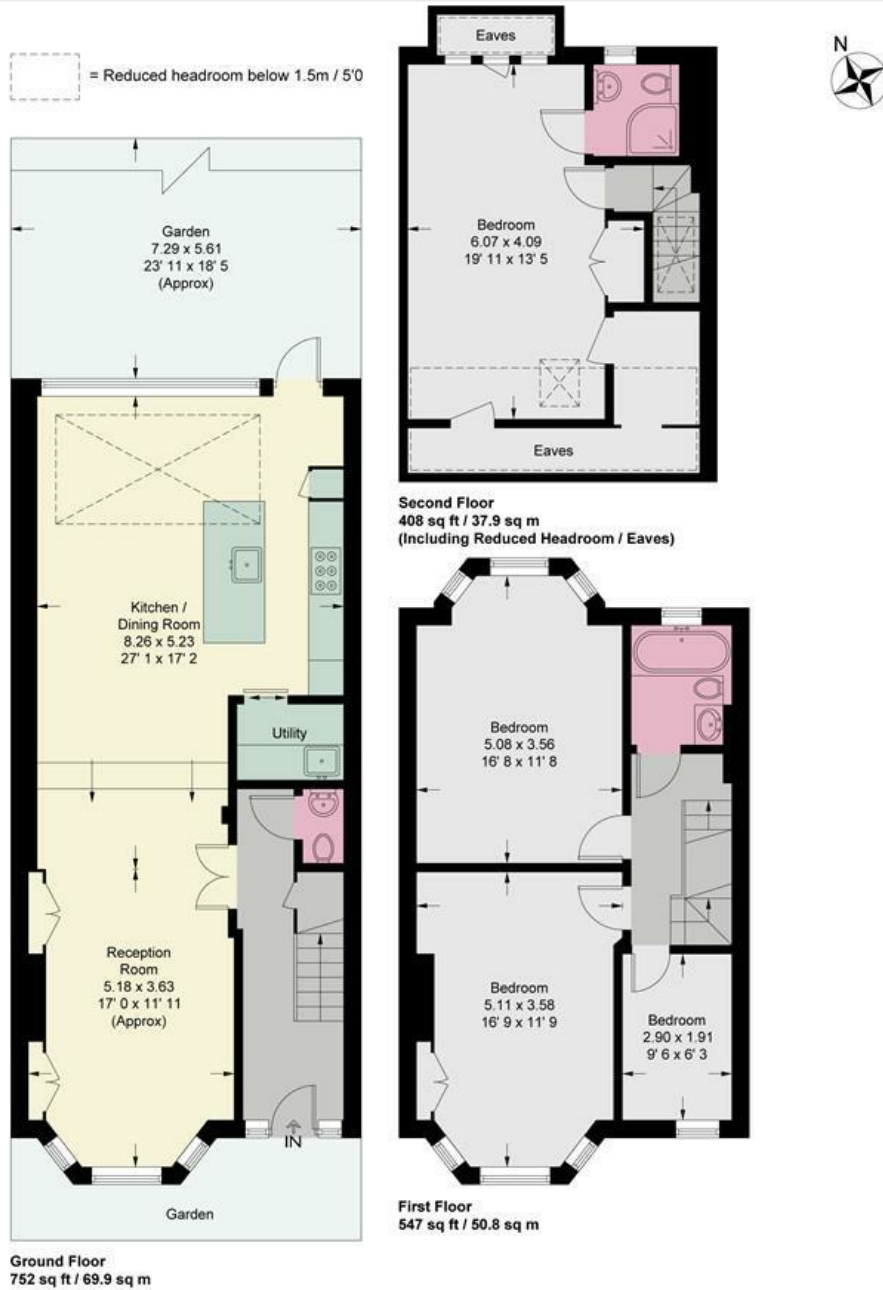 = Reduced headroom below 1.5m / 5'0
N
Garden
7.29 x 5.61
23' 11 x 18' 5
(Approx)
Kitchen /
Dining Room
8.26 x 5.23
27' 1 x 17' 2
Utility
Reception
Room
5.18 x 3.63
17' 0 x 11' 11
(Approx)
IN
Garden
Ground Floor
752 sq ft / 69.9 sq m
Eaves
Bedroom
6.07 x 4.09
19' 11 x 13' 5
Eaves
Second Floor
408 sq ft / 37.9 sq m
(Including Reduced Headroom / Eaves)
Bedroom
5.08 x 3.56
16' 8 x 11' 8
Bedroom
5.11 x 3.58
16' 9 x 11' 9
Bedroom
2.90 x 1.91
9' 6 x 6' 3
First Floor
547 sq ft / 50.8 sq m